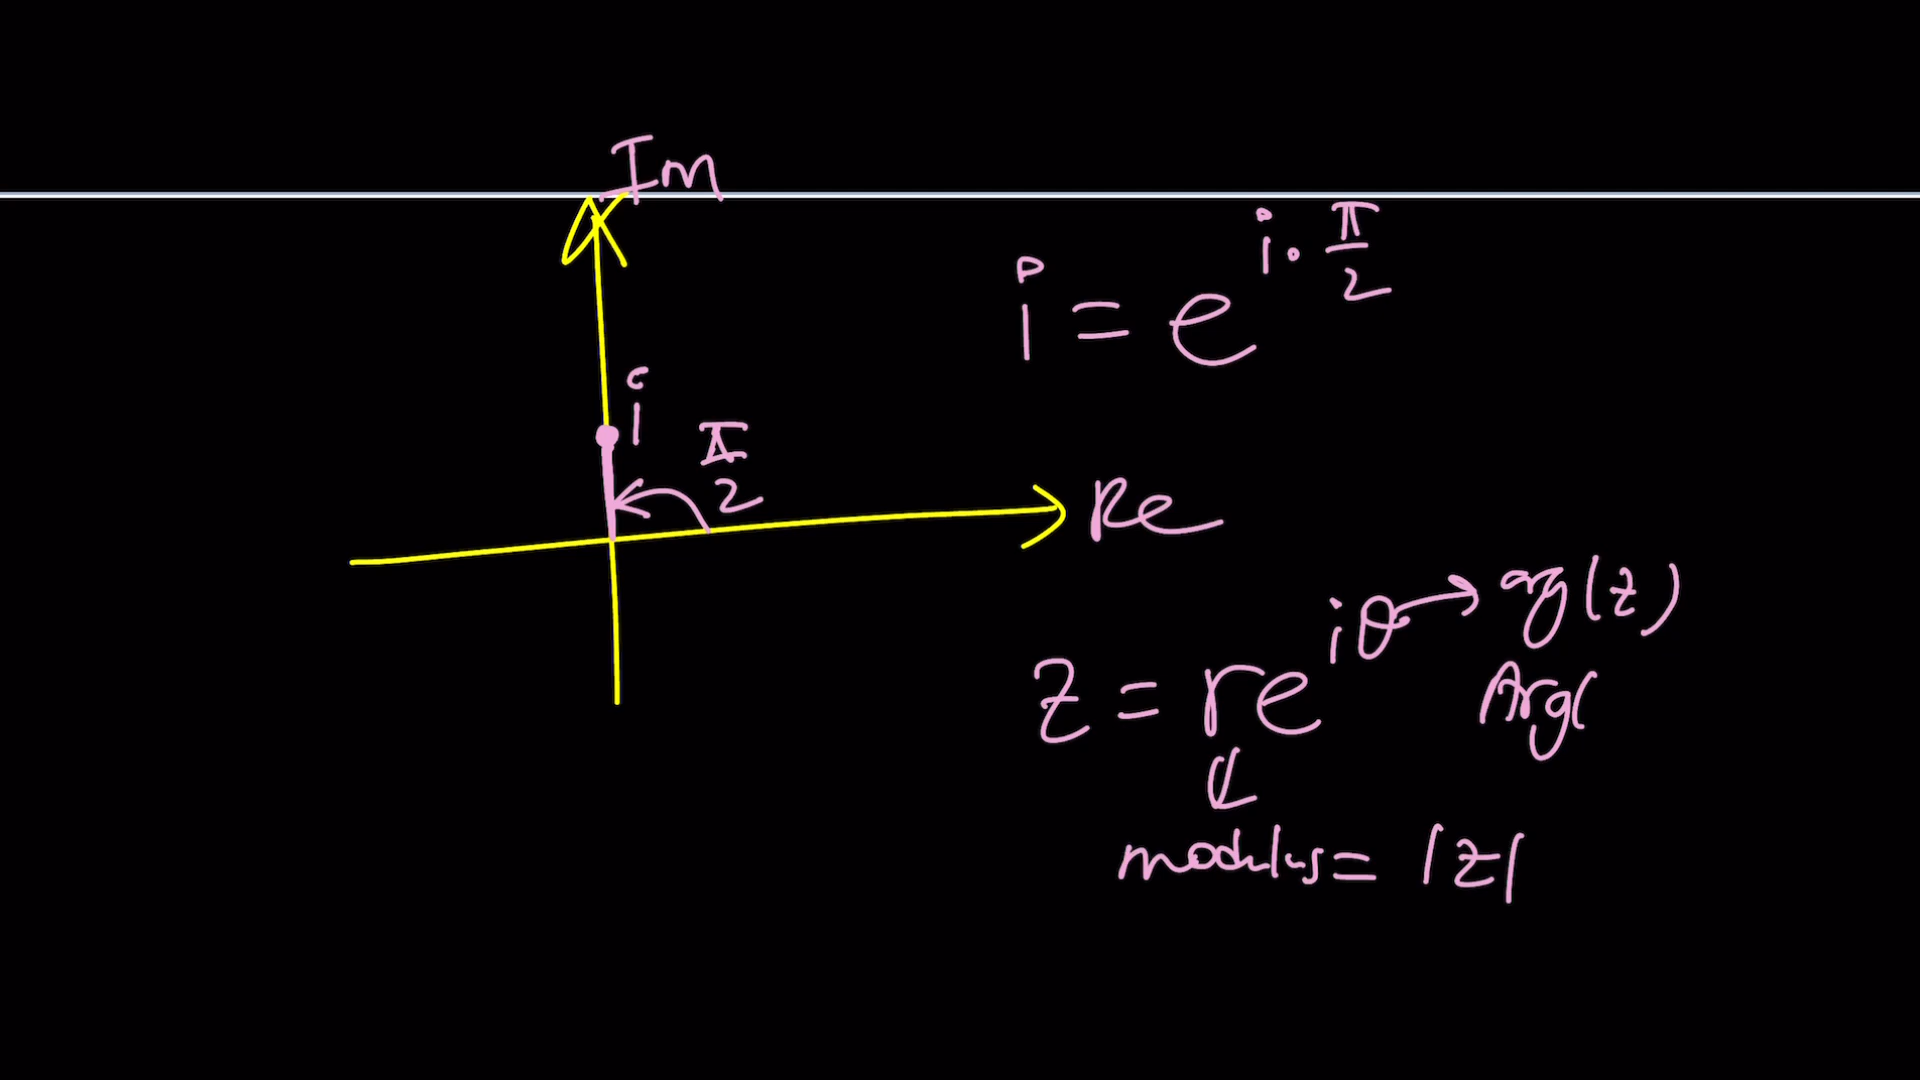 Im
i = e^{i · π/2}
i
π/2
Re
z = re^{iθ} → arg(z)
Arg(
modulus = |z|